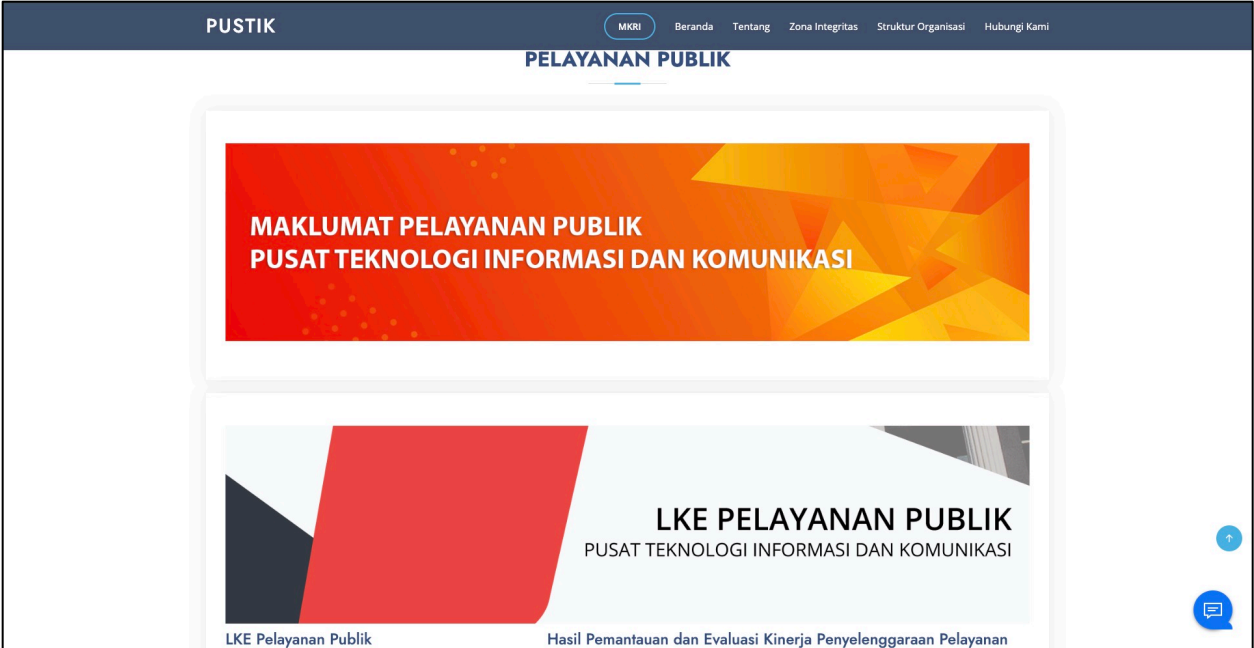 PUSTIK
MKRI Beranda Tentang Zona Integritas Struktur Organisasi Hubungi Kami
PELAYANAN PUBLIK
MAKLUMAT PELAYANAN PUBLIK
PUSAT TEKNOLOGI INFORMASI DAN KOMUNIKASI
LKE PELAYANAN PUBLIK
PUSAT TEKNOLOGI INFORMASI DAN KOMUNIKASI
LKE Pelayanan Publik
Hasil Pemantauan dan Evaluasi Kinerja Penyelenggaraan Pelayanan